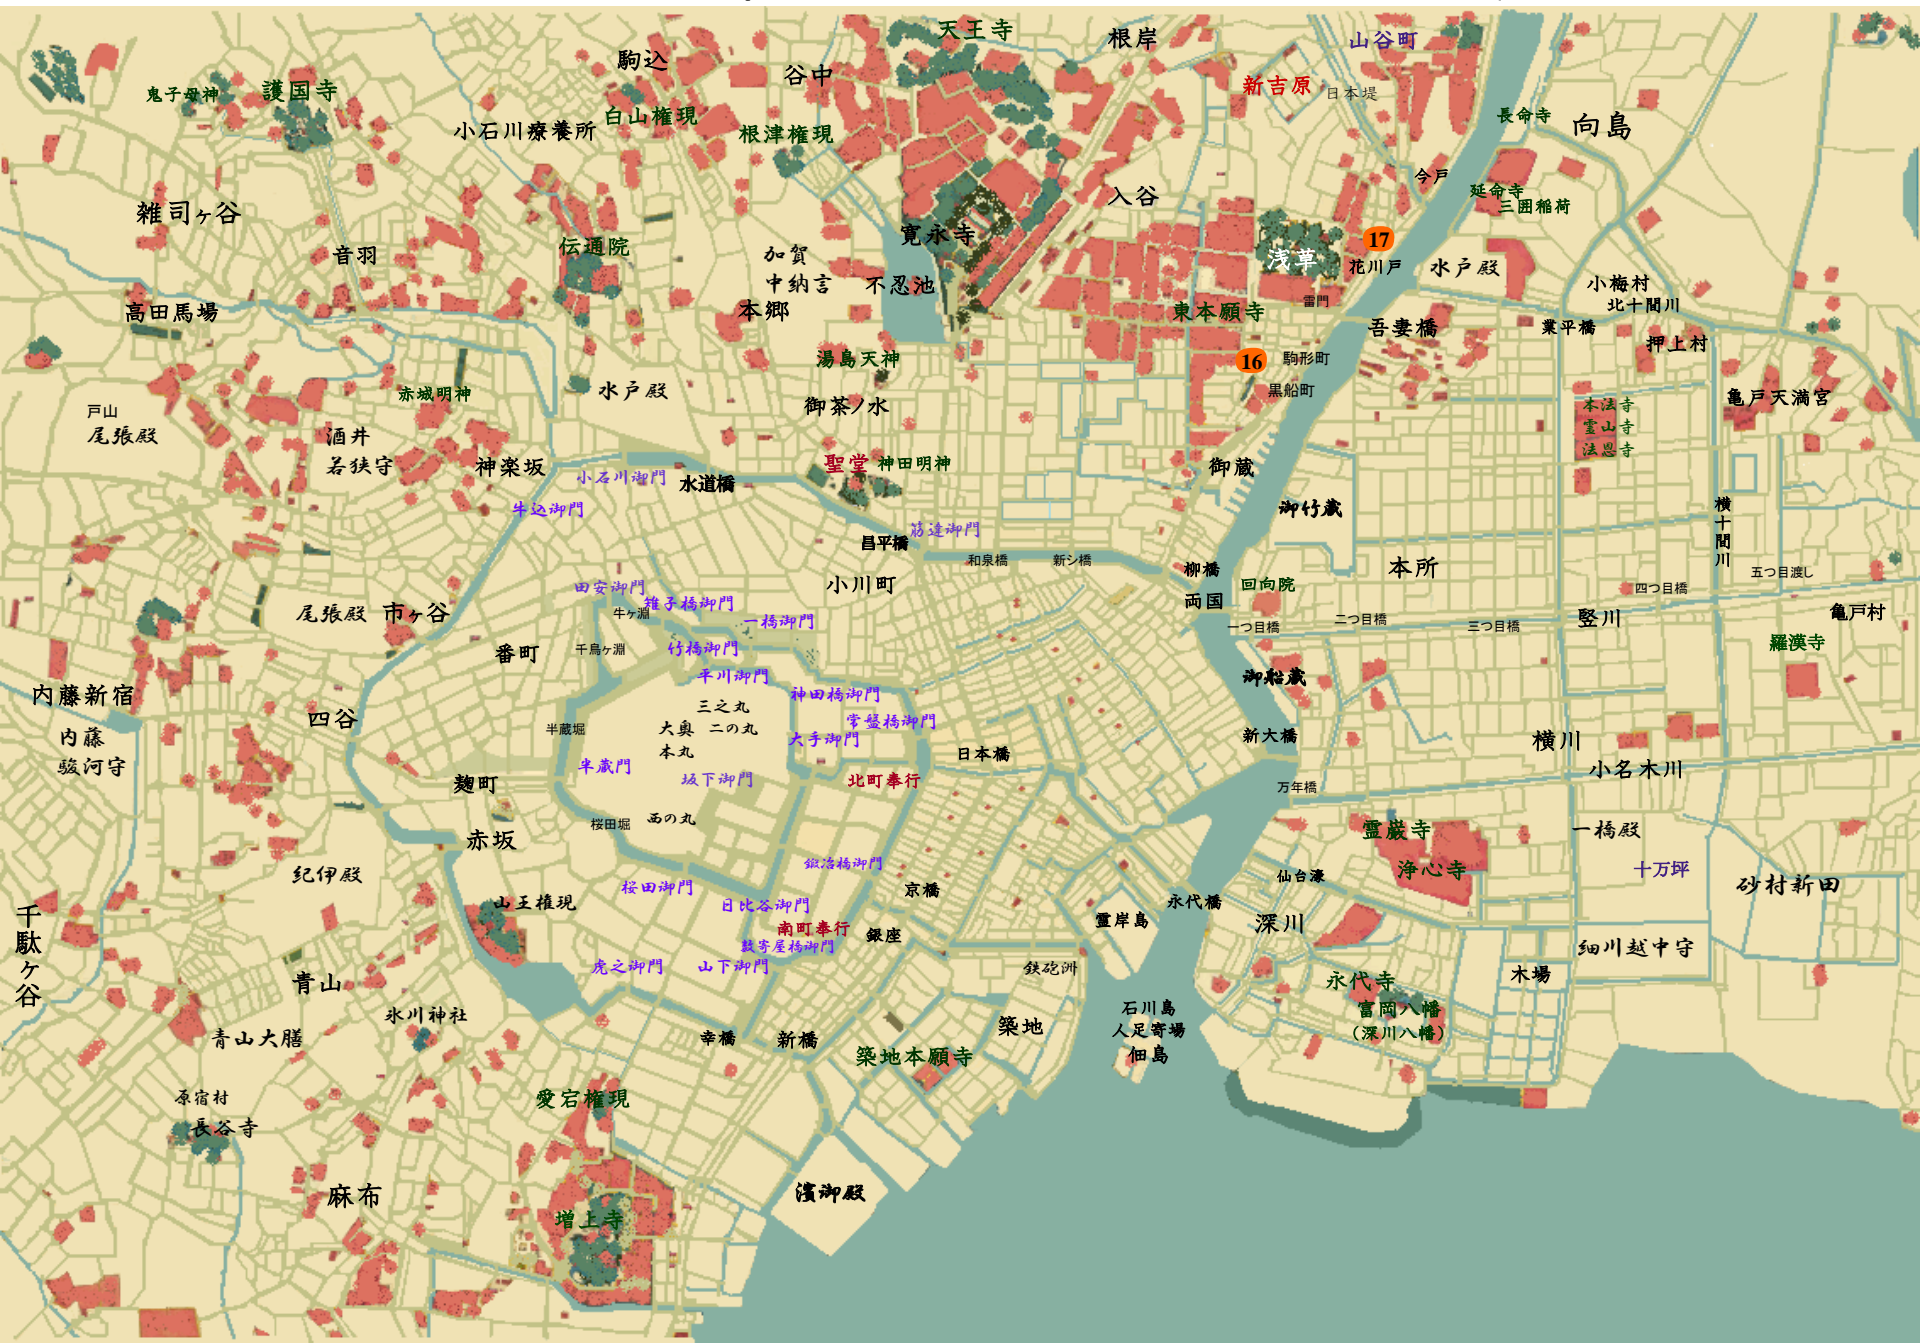 天王寺
根岸
山谷町
駒込
谷中
新吉原
日本堤
鬼子母神
護国寺
白山権現
小石川療養所
根津権現
長命寺
向島
今戸
延命寺
三囲稲荷
入谷
雑司ヶ谷
音羽
伝通院
加賀
中納言
本郷
寛永寺
不忍池
浅草
17
花川戸
水戸殿
小梅村
北十間川
高田馬場
東本願寺
雷門
吾妻橋
業平橋
押上村
湯島天神
16
駒形町
黒船町
赤城明神
水戸殿
御茶ノ水
亀戸天満宮
本法寺
霊山寺
法恩寺
戸山
尾張殿
酒井
若狭守
神楽坂
小石川御門
水道橋
聖堂
神田明神
御蔵
牛込御門
御竹蔵
横十間川
筋違御門
昌平橋
和泉橋
新シ橋
柳橋
両国
回向院
本所
五つ目渡し
四つ目橋
小川町
田安御門
雉子橋御門
牛ヶ淵
一橋御門
尾張殿
市ヶ谷
一つ目橋
二つ目橋
三つ目橋
竪川
亀戸村
羅漢寺
番町
千鳥ヶ淵
竹橋御門
平川御門
御船蔵
内藤新宿
神田橋御門
四谷
三之丸
大奥
二の丸
本丸
常盤橋御門
大手御門
半蔵堀
新大橋
横川
内藤
駿河守
日本橋
半蔵門
坂下御門
北町奉行
小名木川
麹町
万年橋
桜田堀
西の丸
赤坂
霊巌寺
一橋殿
浄心寺
十万坪
砂村新田
鍛冶橋御門
紀伊殿
桜田御門
京橋
仙台濠
山王権現
日比谷御門
永代橋
霊岸島
深川
千駄ヶ谷
南町奉行
銀座
数寄屋橋御門
細川越中守
虎之御門
山下御門
鉄砲洲
木場
青山
永代寺
富岡八幡
(深川八幡)
氷川神社
石川島
人足寄場
佃島
築地
青山大膳
幸橋
新橋
築地本願寺
原宿村
長谷寺
愛宕権現
麻布
濱御殿
増上寺